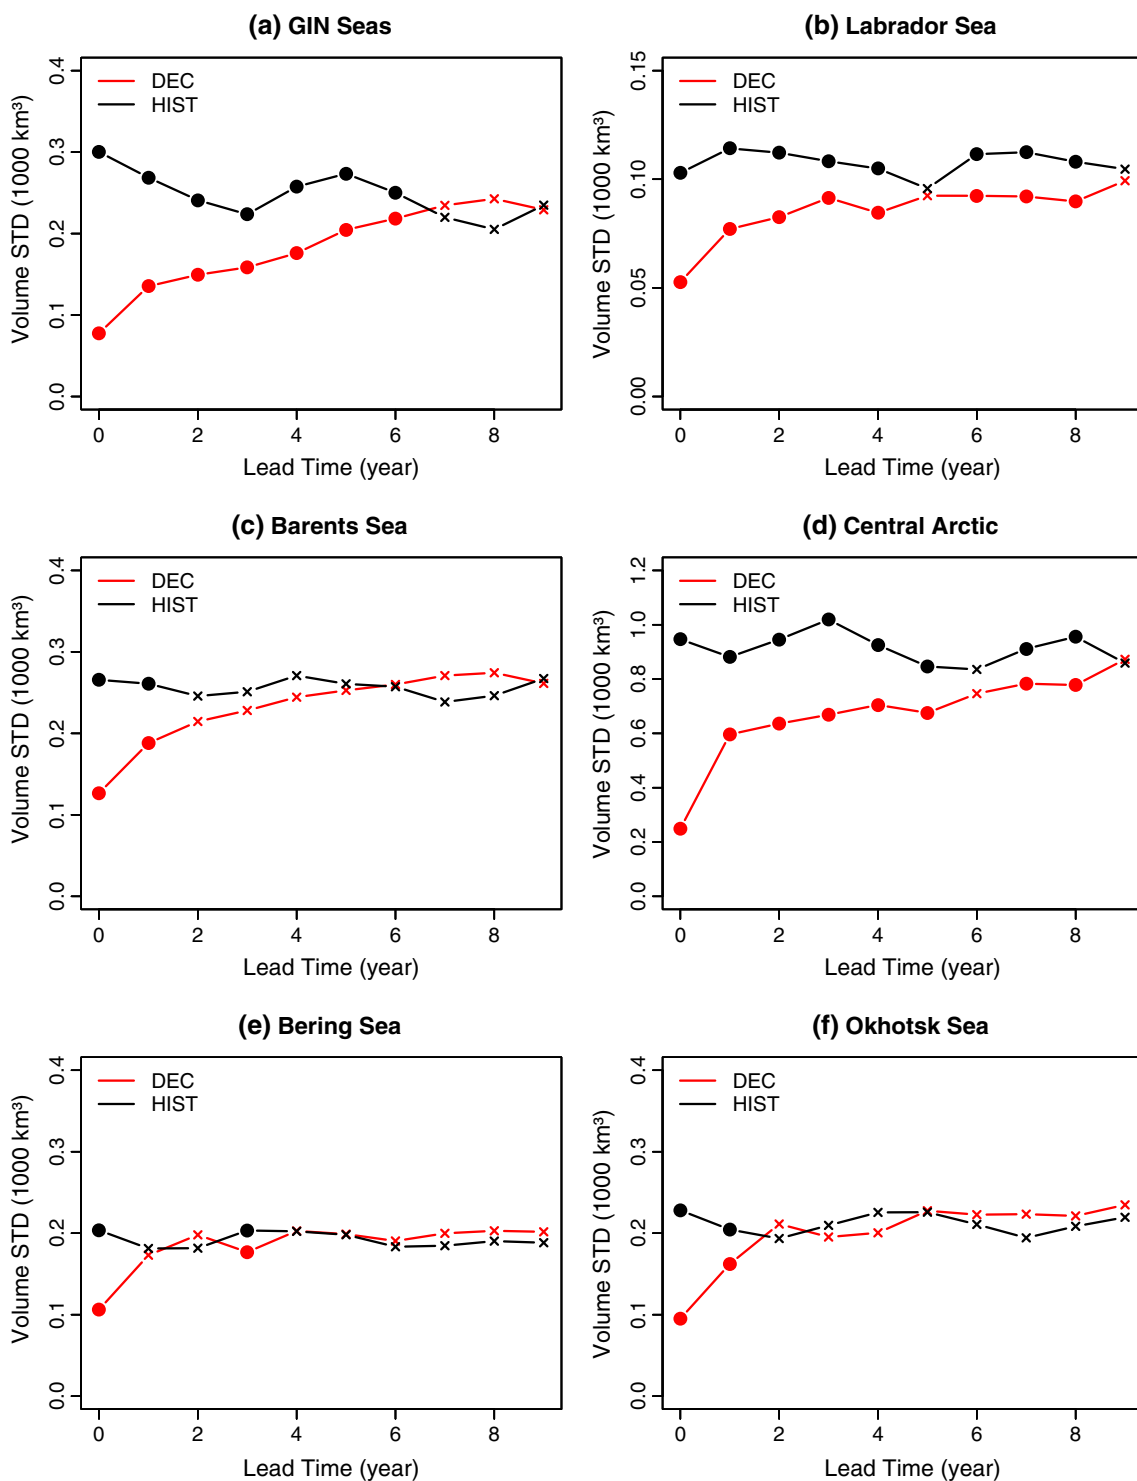 (a) GIN Seas
DEC
HIST
Volume STD (1000 km³)
0.0 0.1 0.2 0.3 0.4
0 2 4 6 8
Lead Time (year)
(b) Labrador Sea
DEC
HIST
Volume STD (1000 km³)
0.00 0.05 0.10 0.15
0 2 4 6 8
Lead Time (year)
(c) Barents Sea
DEC
HIST
Volume STD (1000 km³)
0.0 0.1 0.2 0.3 0.4
0 2 4 6 8
Lead Time (year)
(d) Central Arctic
DEC
HIST
Volume STD (1000 km³)
0.0 0.2 0.4 0.6 0.8 1.0 1.2
0 2 4 6 8
Lead Time (year)
(e) Bering Sea
DEC
HIST
Volume STD (1000 km³)
0.0 0.1 0.2 0.3 0.4
0 2 4 6 8
Lead Time (year)
(f) Okhotsk Sea
DEC
HIST
Volume STD (1000 km³)
0.0 0.1 0.2 0.3 0.4
0 2 4 6 8
Lead Time (year)